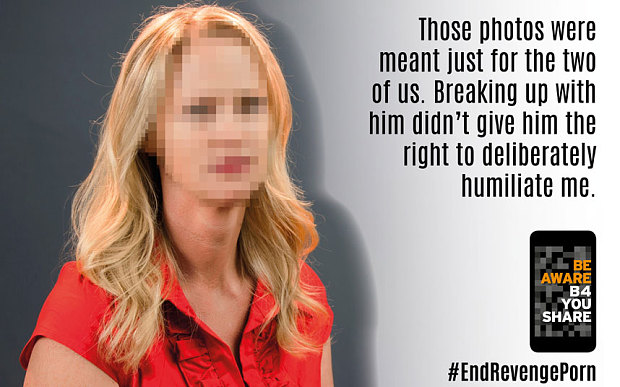 Those photos were
meant just for the two
of us. Breaking up with
him didn’t give him the
right to deliberately
humiliate me.
BE
AWARE
B4
YOU
SHARE
#EndRevengePorn